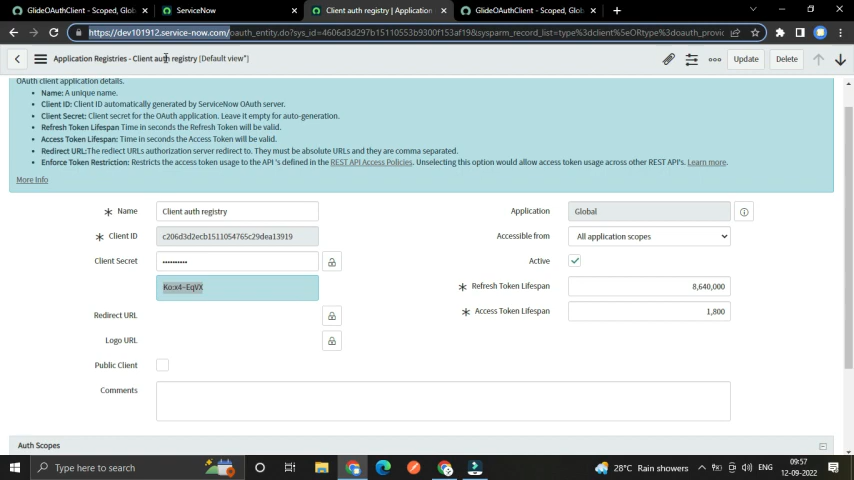 GlideOAuthClient - Scoped, Glob
ServiceNow
Client auth registry | Application
GlideOAuthClient - Scoped, Glob
https://dev101912.service-now.com/oauth_entity.do?sys_id=4606d3d2ecb1511054765c29dea13919
Application Registries - Client auth registry [Default view*]
Update
Delete
OAuth client application details.
• Name: A unique name.
• Client ID: Client ID automatically generated by ServiceNow OAuth server.
• Client Secret: Client secret for the OAuth application. Leave it empty for auto-generation.
• Refresh Token Lifespan Time in seconds the Refresh Token will be valid.
• Access Token Lifespan: Time in seconds the Access Token will be valid.
• Redirect URL:The rediect URLs authorization server redirect to. They must be absolute URLs and they are comma separated.
• Enforce Token Restriction: Restricts the access token usage to the API 's defined in the REST API Access Policies. Unselecting this option would allow access token usage across other REST API's. Learn more.
More Info
Name
Client auth registry
Application
Global
Client ID
c206d3d2ecb1511054765c29dea13919
Accessible from
All application scopes
Client Secret
••••••••••
Active
Ko:x4~EqVX
Refresh Token Lifespan
8,640,000
Redirect URL
Access Token Lifespan
1,800
Logo URL
Public Client
Comments
Auth Scopes
Type here to search
28°C Rain showers
ENG
09:57
12-09-2022